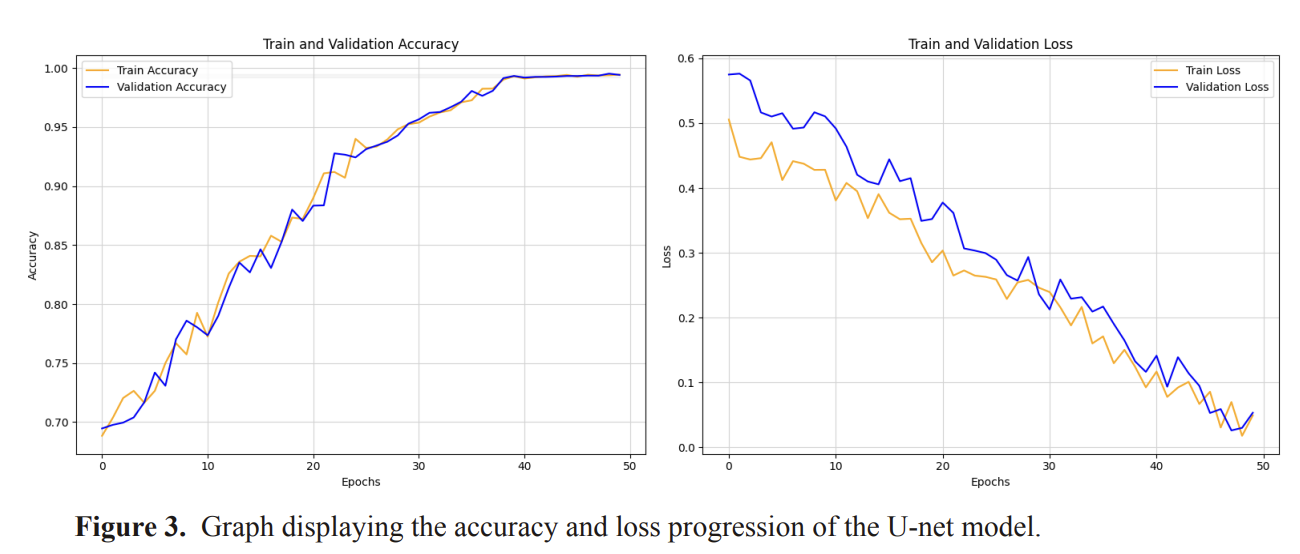 Train and Validation Accuracy
Train Accuracy
Validation Accuracy
1.00
0.95
0.90
0.85
0.80
0.75
0.70
Accuracy
0
10
20
30
40
50
Epochs
Train and Validation Loss
Train Loss
Validation Loss
0.6
0.5
0.4
0.3
0.2
0.1
0.0
Loss
0
10
20
30
40
50
Epochs
Figure 3. Graph displaying the accuracy and loss progression of the U-net model.